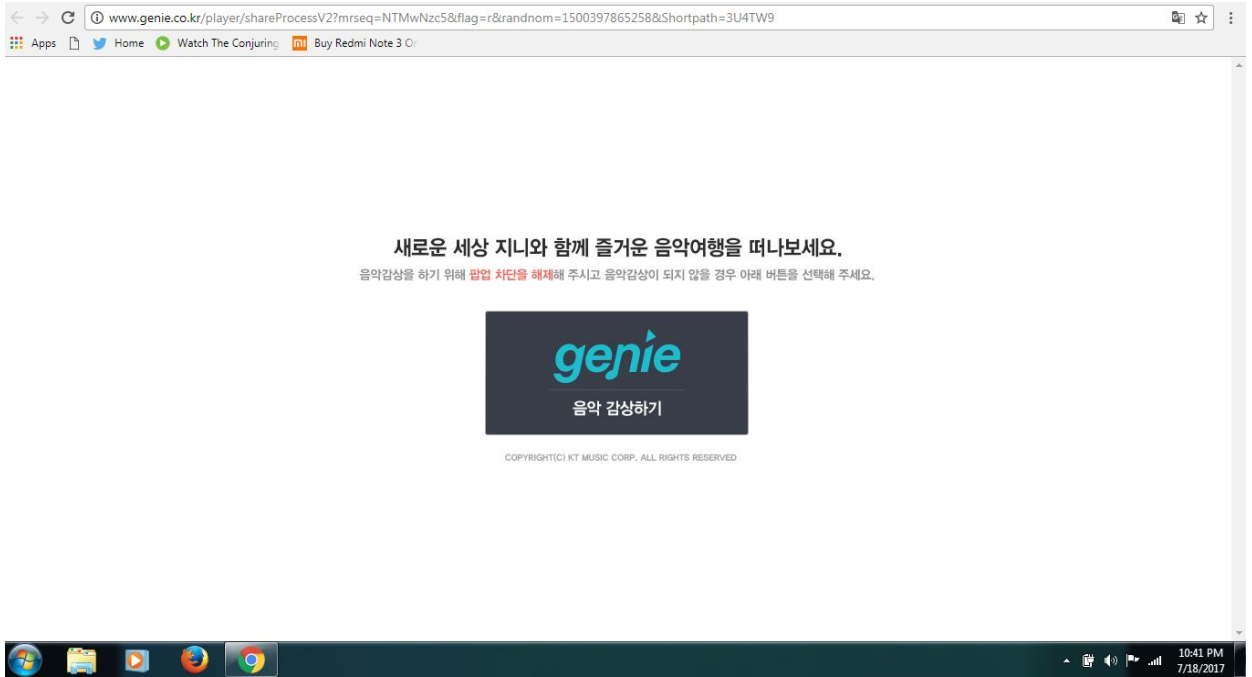 www.genie.co.kr/player/shareProcessV2?mrseq=NTMwNzc5&flag=r&randnom=1500397865258&Shortpath=3U4TW9
Apps Home Watch The Conjuring Buy Redmi Note 3 O
새로운 세상 지니와 함께 즐거운 음악여행을 떠나보세요.
음악감상을 하기 위해 팝업 차단을 해제해 주시고 음악감상이 되지 않을 경우 아래 버튼을 선택해 주세요.
genie
음악 감상하기
COPYRIGHT(C) KT MUSIC CORP. ALL RIGHTS RESERVED
10:41 PM
7/18/2017